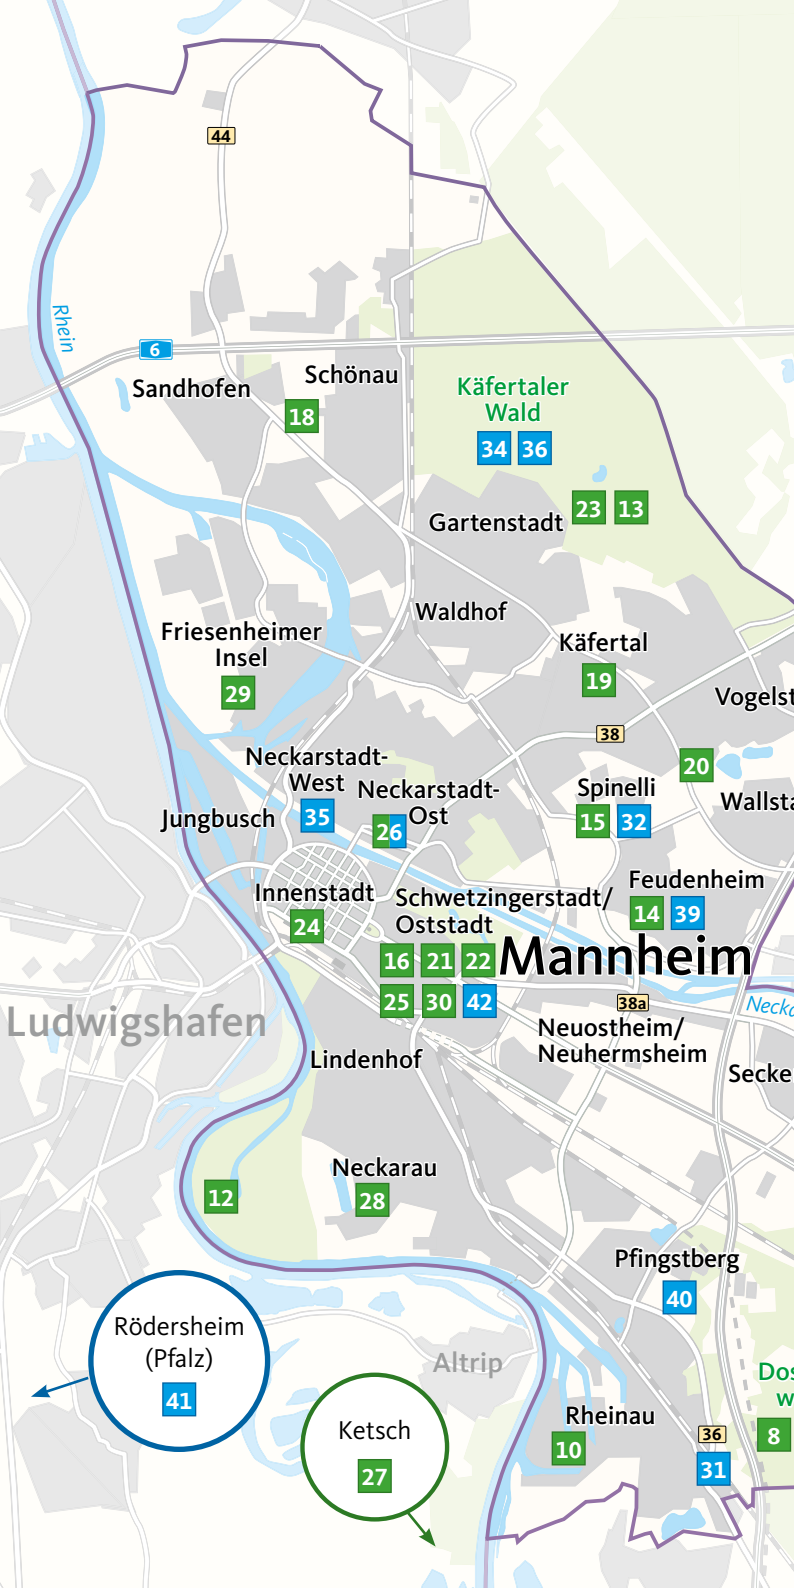 44
Rhein
6
Sandhofen
Schönau
18
Käfertaler
Wald
34 36
23 13
Gartenstadt
Waldhof
Friesenheimer
Insel
29
Käfertal
19
Vogelst
38
20
Neckarstadt-
West
35
Neckarstadt-
Ost
26
Jungbusch
Spinelli
15 32
Wallsta
Innenstadt
24
Schwetzingerstadt/
Oststadt
16 21 22
25 30 42
Feudenheim
14 39
Mannheim
38a
Necka
Ludwigshafen
Neuostheim/
Neuhermsheim
Lindenhof
Secke
Neckarau
28
12
Pfingstberg
40
Rödersheim
(Pfalz)
41
Altrip
Ketsch
27
Dos
w
8
Rheinau
10
36
31